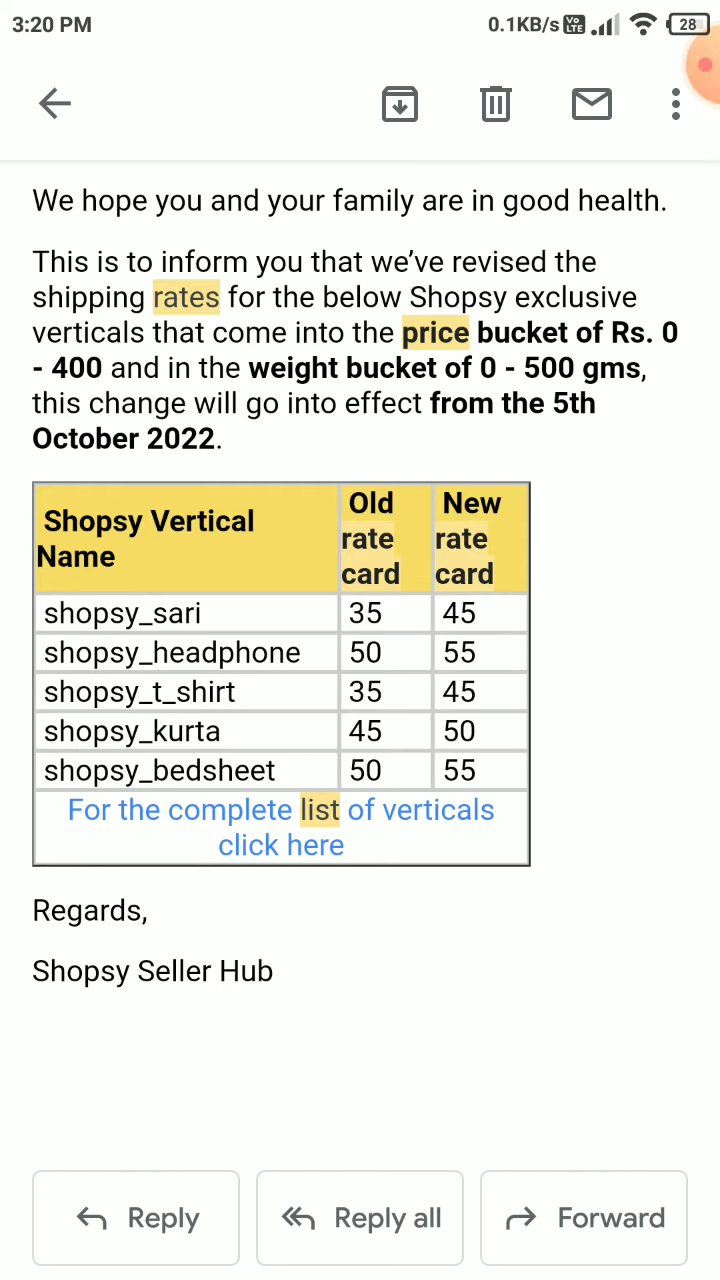 3:20 PM 0.1KB/s Vo LTE 28
We hope you and your family are in good health.
This is to inform you that we’ve revised the
shipping rates for the below Shopsy exclusive
verticals that come into the price bucket of Rs. 0
- 400 and in the weight bucket of 0 - 500 gms,
this change will go into effect from the 5th
October 2022.
Shopsy Vertical Name Old rate card New rate card
shopsy_sari 35 45
shopsy_headphone 50 55
shopsy_t_shirt 35 45
shopsy_kurta 45 50
shopsy_bedsheet 50 55
For the complete list of verticals
click here
Regards,
Shopsy Seller Hub
Reply Reply all Forward